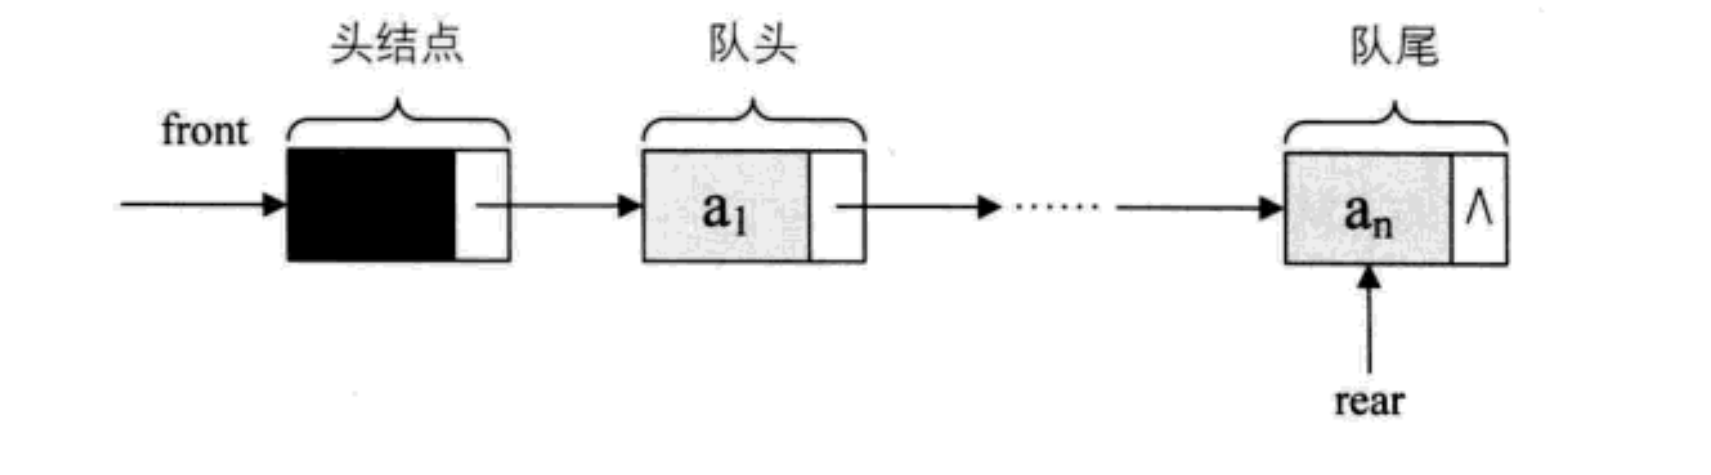 头结点 队头 队尾
front
a1 ...... an ∧
rear